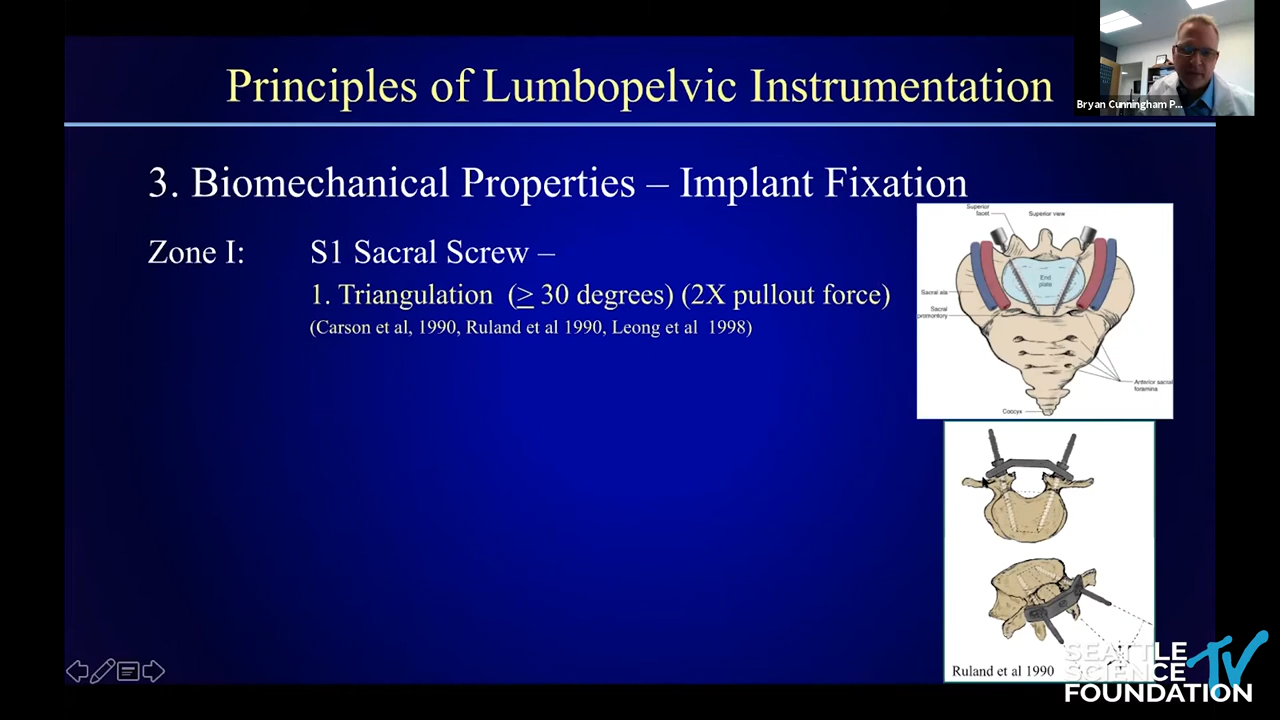 Bryan Cunningham P...
Principles of Lumbopelvic Instrumentation
3. Biomechanical Properties – Implant Fixation
Zone I: S1 Sacral Screw –
1. Triangulation (≥ 30 degrees) (2X pullout force)
(Carson et al, 1990, Ruland et al 1990, Leong et al 1998)
Superior
facet
Superior view
End
plate
Sacral ala
Sacral
promontory
Anterior sacral
foramina
Coccyx
Ruland et al 1990
SEATTLE
SCIENCE TV
FOUNDATION